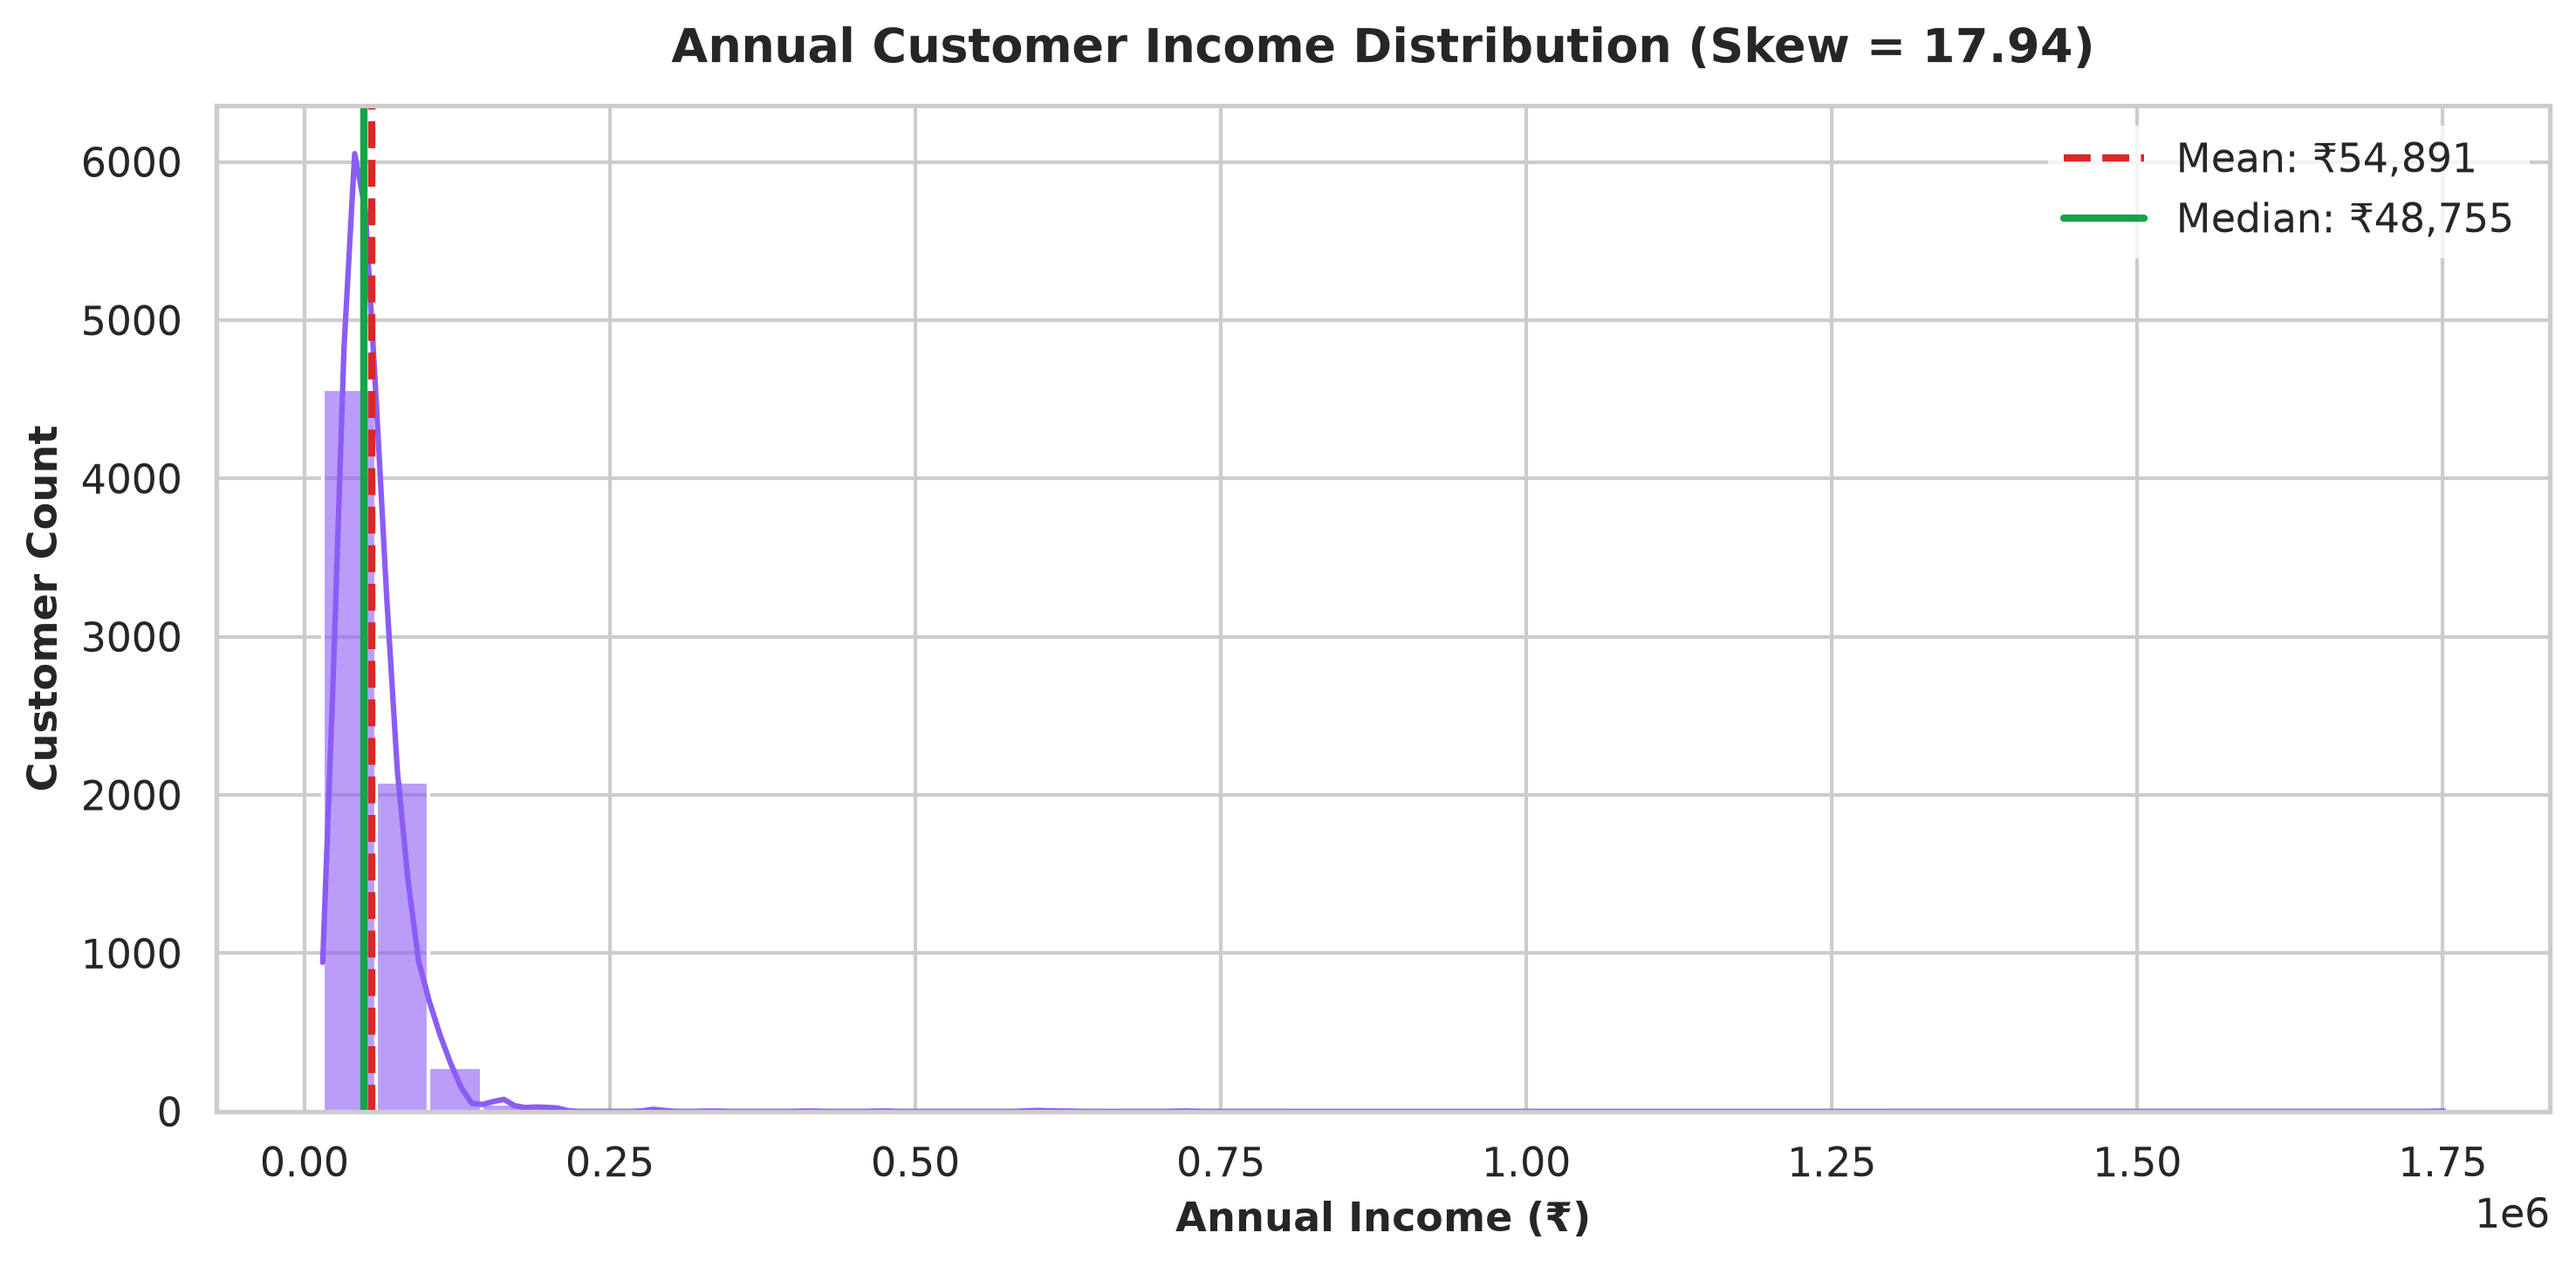 Annual Customer Income Distribution (Skew = 17.94)
Mean: ₹54,891
Median: ₹48,755
Customer Count
6000
5000
4000
3000
2000
1000
0
0.00 0.25 0.50 0.75 1.00 1.25 1.50 1.75
1e6
Annual Income (₹)